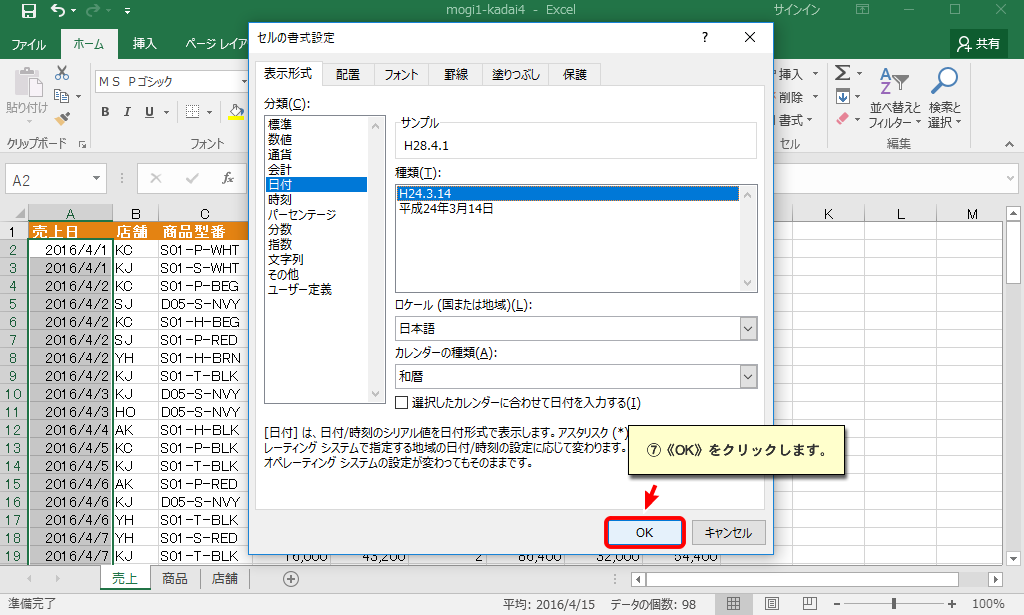 mogi1-kadai4 - Excel
サインイン
ファイル
ホーム
挿入
ページ レイア
共有
貼り付け
クリップボード
ＭＳ Ｐゴシック
B I U
フォント
挿入
削除
書式
セル
並べ替えと
フィルター
検索と
選択
編集
A2
fx
セルの書式設定
?
表示形式
配置
フォント
罫線
塗りつぶし
保護
分類(C):
標準
数値
通貨
会計
日付
時刻
パーセンテージ
分数
指数
文字列
その他
ユーザー定義
サンプル
H28.4.1
種類(T):
H24.3.14
平成24年3月14日
ロケール (国または地域)(L):
日本語
カレンダーの種類(A):
和暦
選択したカレンダーに合わせて日付を入力する(I)
[日付] は、日付/時刻のシリアル値を日付形式で表示します。アスタリスク (*)
レーティング システムで指定する地域の日付/時刻の設定に応じて変わります。
オペレーティング システムの設定が変わってもそのままです。
⑦《OK》をクリックします。
OK
キャンセル
A B C K L M
1 売上日 店舗 商品型番
2 2016/4/1 KC S01-P-WHT
3 2016/4/1 KJ S01-S-WHT
4 2016/4/2 KC S01-P-BEG
5 2016/4/2 SJ D05-S-NVY
6 2016/4/2 KC S01-H-BEG
7 2016/4/2 SJ S01-P-RED
8 2016/4/2 YH S01-H-BRN
9 2016/4/2 KJ S01-T-BLK
10 2016/4/3 KJ D05-S-NVY
11 2016/4/3 HO D05-S-NVY
12 2016/4/4 AK S01-H-BLK
13 2016/4/5 KC S01-P-BLK
14 2016/4/5 KJ S01-T-BLK
15 2016/4/6 AK S01-P-RED
16 2016/4/6 KJ D05-S-NVY
17 2016/4/6 YH S01-T-BLK
18 2016/4/7 YH S01-S-RED
19 2016/4/7 KJ S01-T-BLK 16,000 43,200 2 86,400 32,000 54,400
売上
商品
店舗
準備完了
平均: 2016/4/15
データの個数: 98
100%